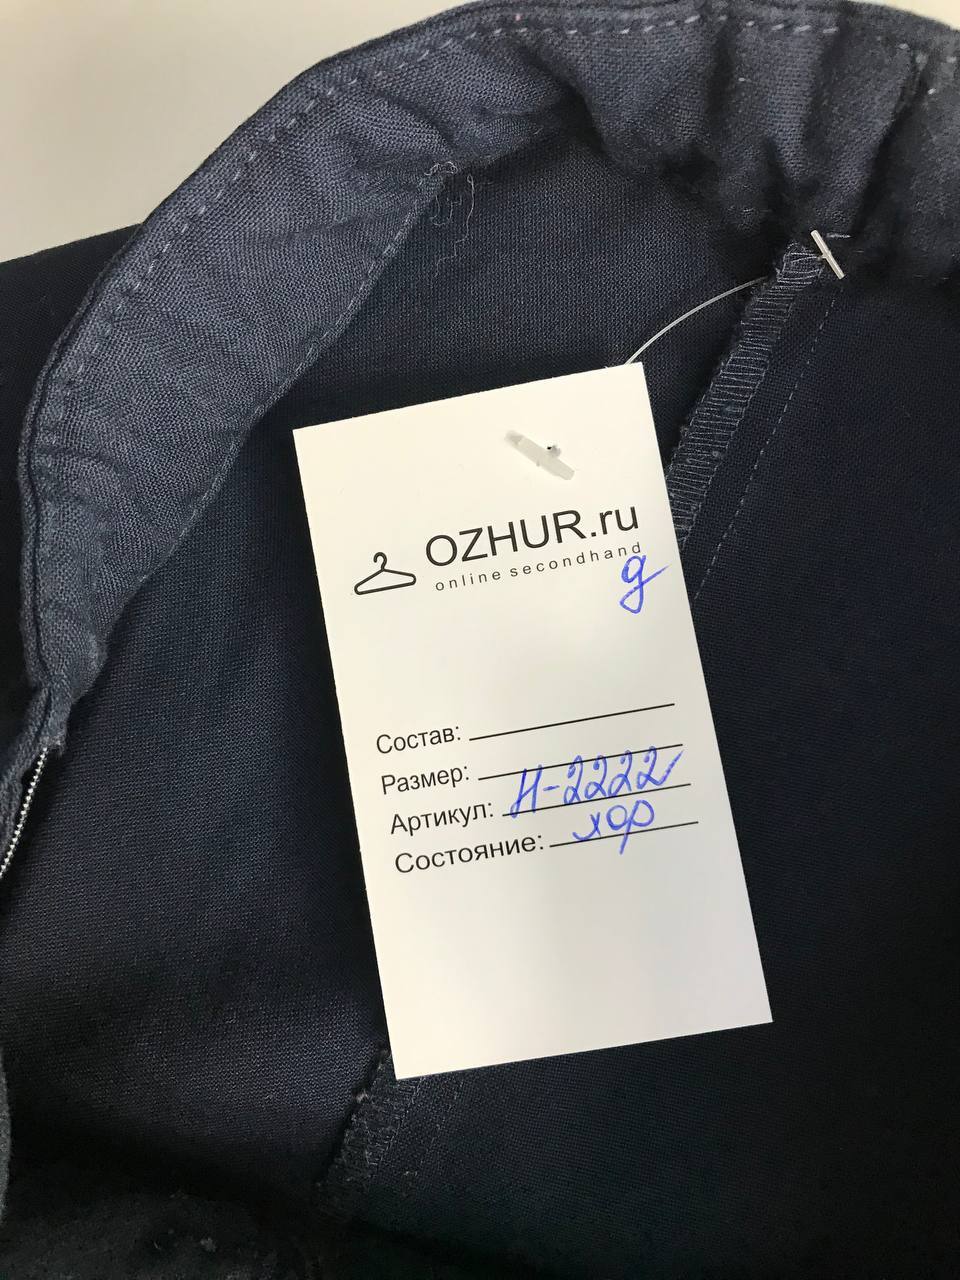 OZHUR.ru
online secondhand
g
Состав:
Размер:
Артикул: Н-2222
Состояние: хор